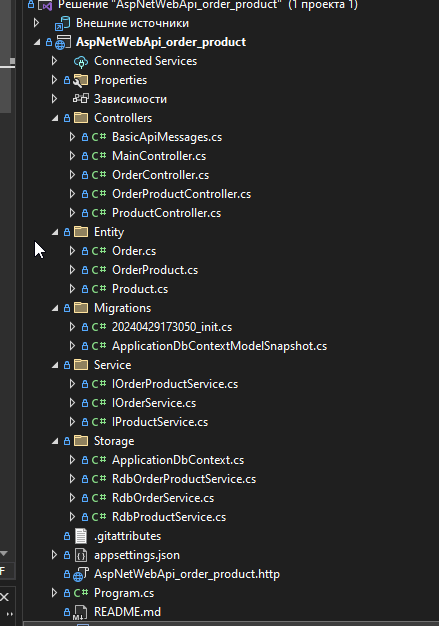 Решение "AspNetWebApi_order_product" (1 проекта 1)
Внешние источники
AspNetWebApi_order_product
Connected Services
Properties
Зависимости
Controllers
C# BasicApiMessages.cs
C# MainController.cs
C# OrderController.cs
C# OrderProductController.cs
C# ProductController.cs
Entity
C# Order.cs
C# OrderProduct.cs
C# Product.cs
Migrations
C# 20240429173050_init.cs
C# ApplicationDbContextModelSnapshot.cs
Service
C# IOrderProductService.cs
C# IOrderService.cs
C# IProductService.cs
Storage
C# ApplicationDbContext.cs
C# RdbOrderProductService.cs
C# RdbOrderService.cs
C# RdbProductService.cs
.gitattributes
appsettings.json
F AspNetWebApi_order_product.http
C# Program.cs
README.md